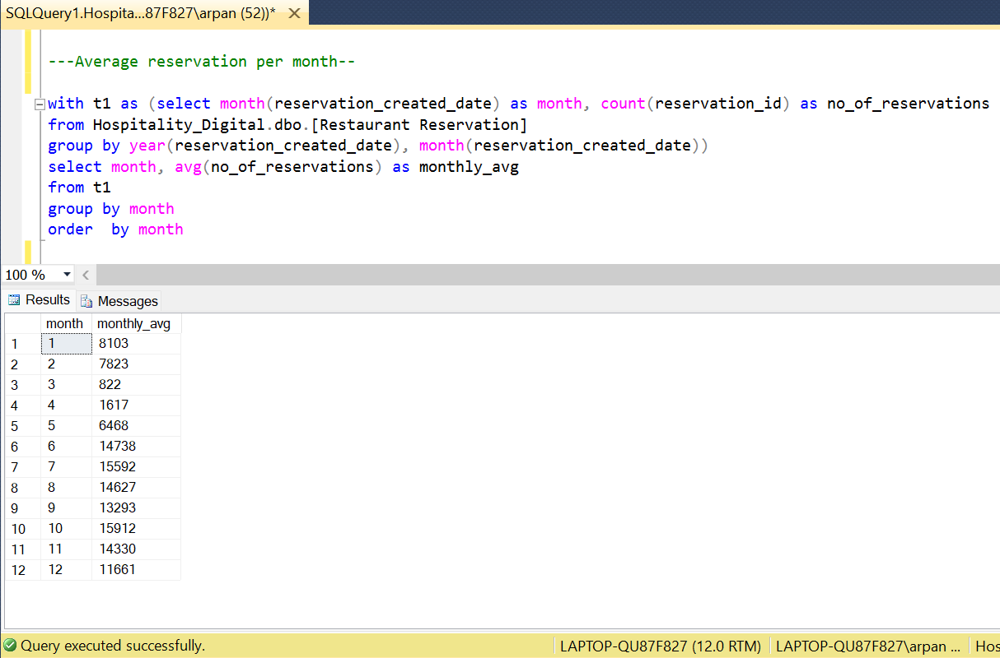 SQLQuery1.Hospita...87F827\arpan (52))*
---Average reservation per month--
with t1 as (select month(reservation_created_date) as month, count(reservation_id) as no_of_reservations
from Hospitality_Digital.dbo.[Restaurant Reservation]
group by year(reservation_created_date), month(reservation_created_date))
select month, avg(no_of_reservations) as monthly_avg
from t1
group by month
order  by month
100 %
Results Messages
month monthly_avg
1 1 8103
2 2 7823
3 3 822
4 4 1617
5 5 6468
6 6 14738
7 7 15592
8 8 14627
9 9 13293
10 10 15912
11 11 14330
12 12 11661
Query executed successfully. LAPTOP-QU87F827 (12.0 RTM) LAPTOP-QU87F827\arpan ... Hos